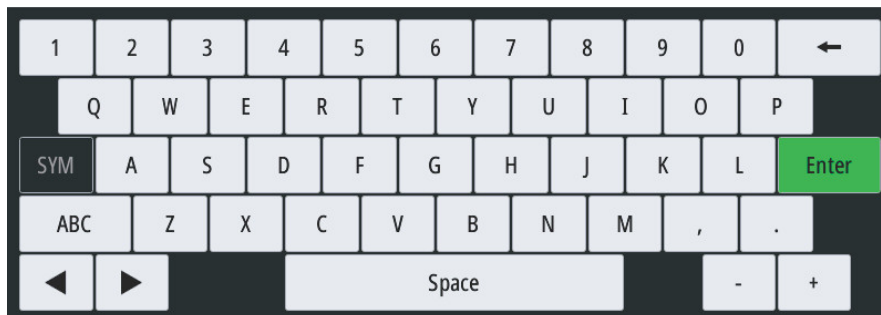 1 2 3 4 5 6 7 8 9 0 ←
Q W E R T Y U I O P
SYM A S D F G H J K L Enter
ABC Z X C V B N M , .
◀ ▶ Space - +